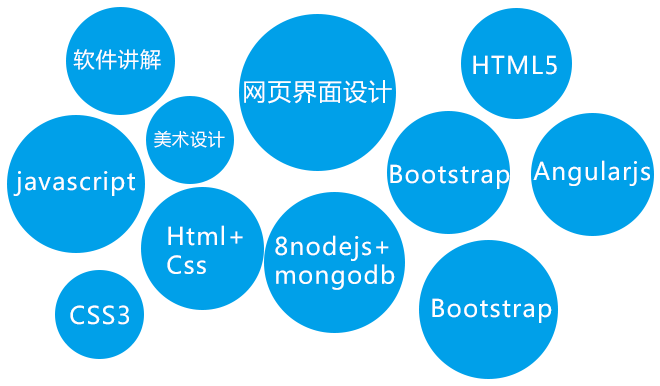 软件讲解
网页界面设计
HTML5
美术设计
javascript
Bootstrap
Angularjs
Html+
Css
8nodejs+
mongodb
CSS3
Bootstrap